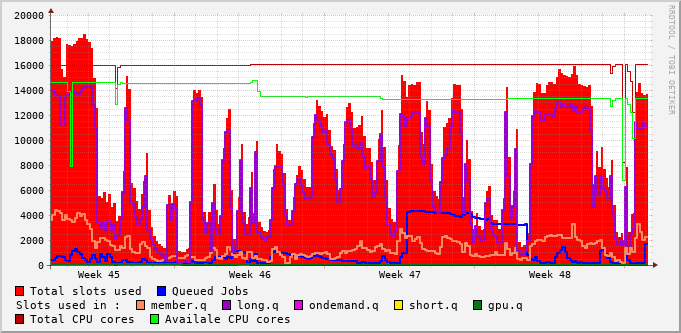 20000
18000
16000
14000
12000
10000
8000
6000
4000
2000
0
Week 45 Week 46 Week 47 Week 48
Total slots used Queued Jobs
Slots used in : member.q long.q ondemand.q short.q gpu.q
Total CPU cores Availale CPU cores
RRDTOOL / TOBI OETIKER